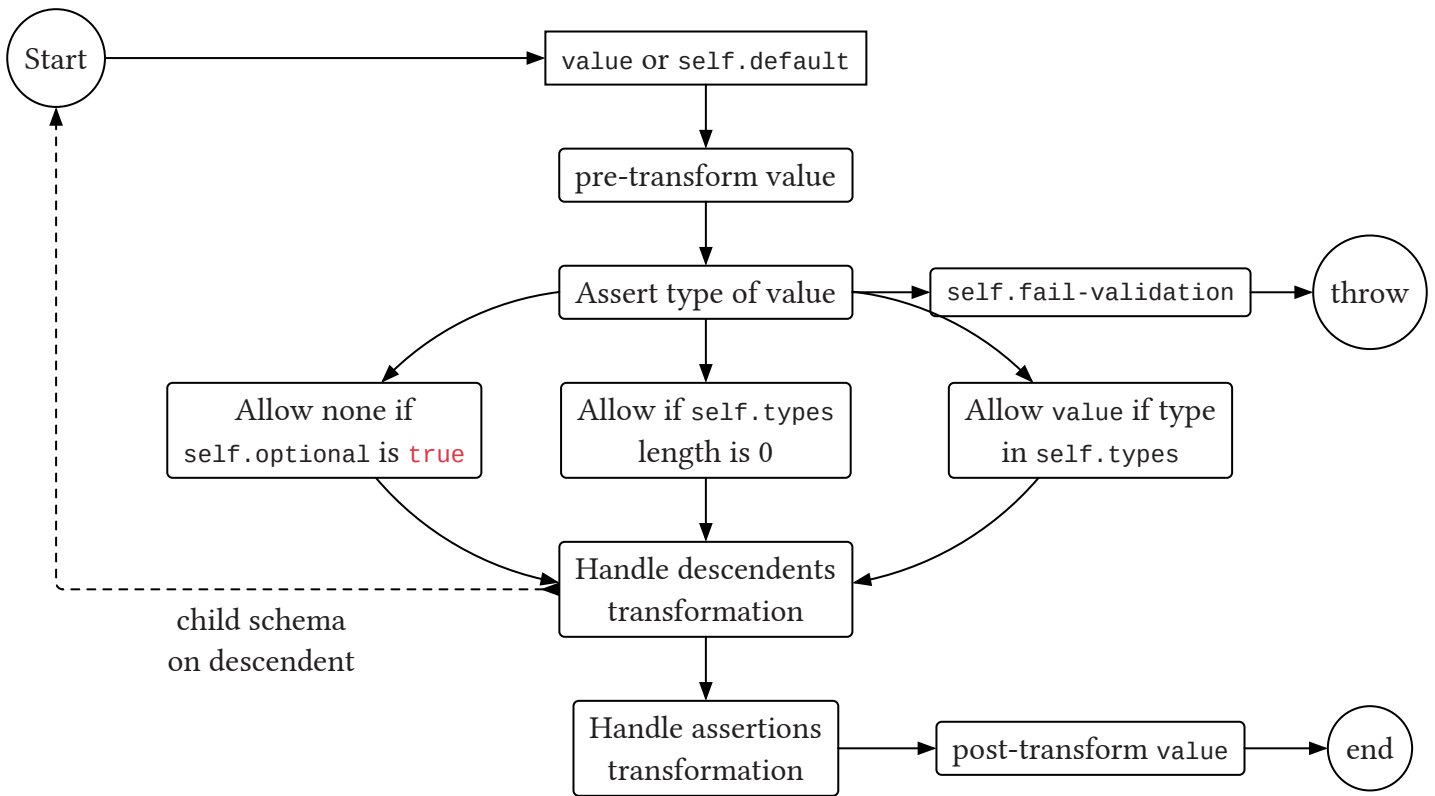 Start
value or self.default
pre-transform value
Assert type of value
self.fail-validation
throw
Allow none if
self.optional is true
Allow if self.types
length is 0
Allow value if type
in self.types
Handle descendents
transformation
child schema
on descendent
Handle assertions
transformation
post-transform value
end